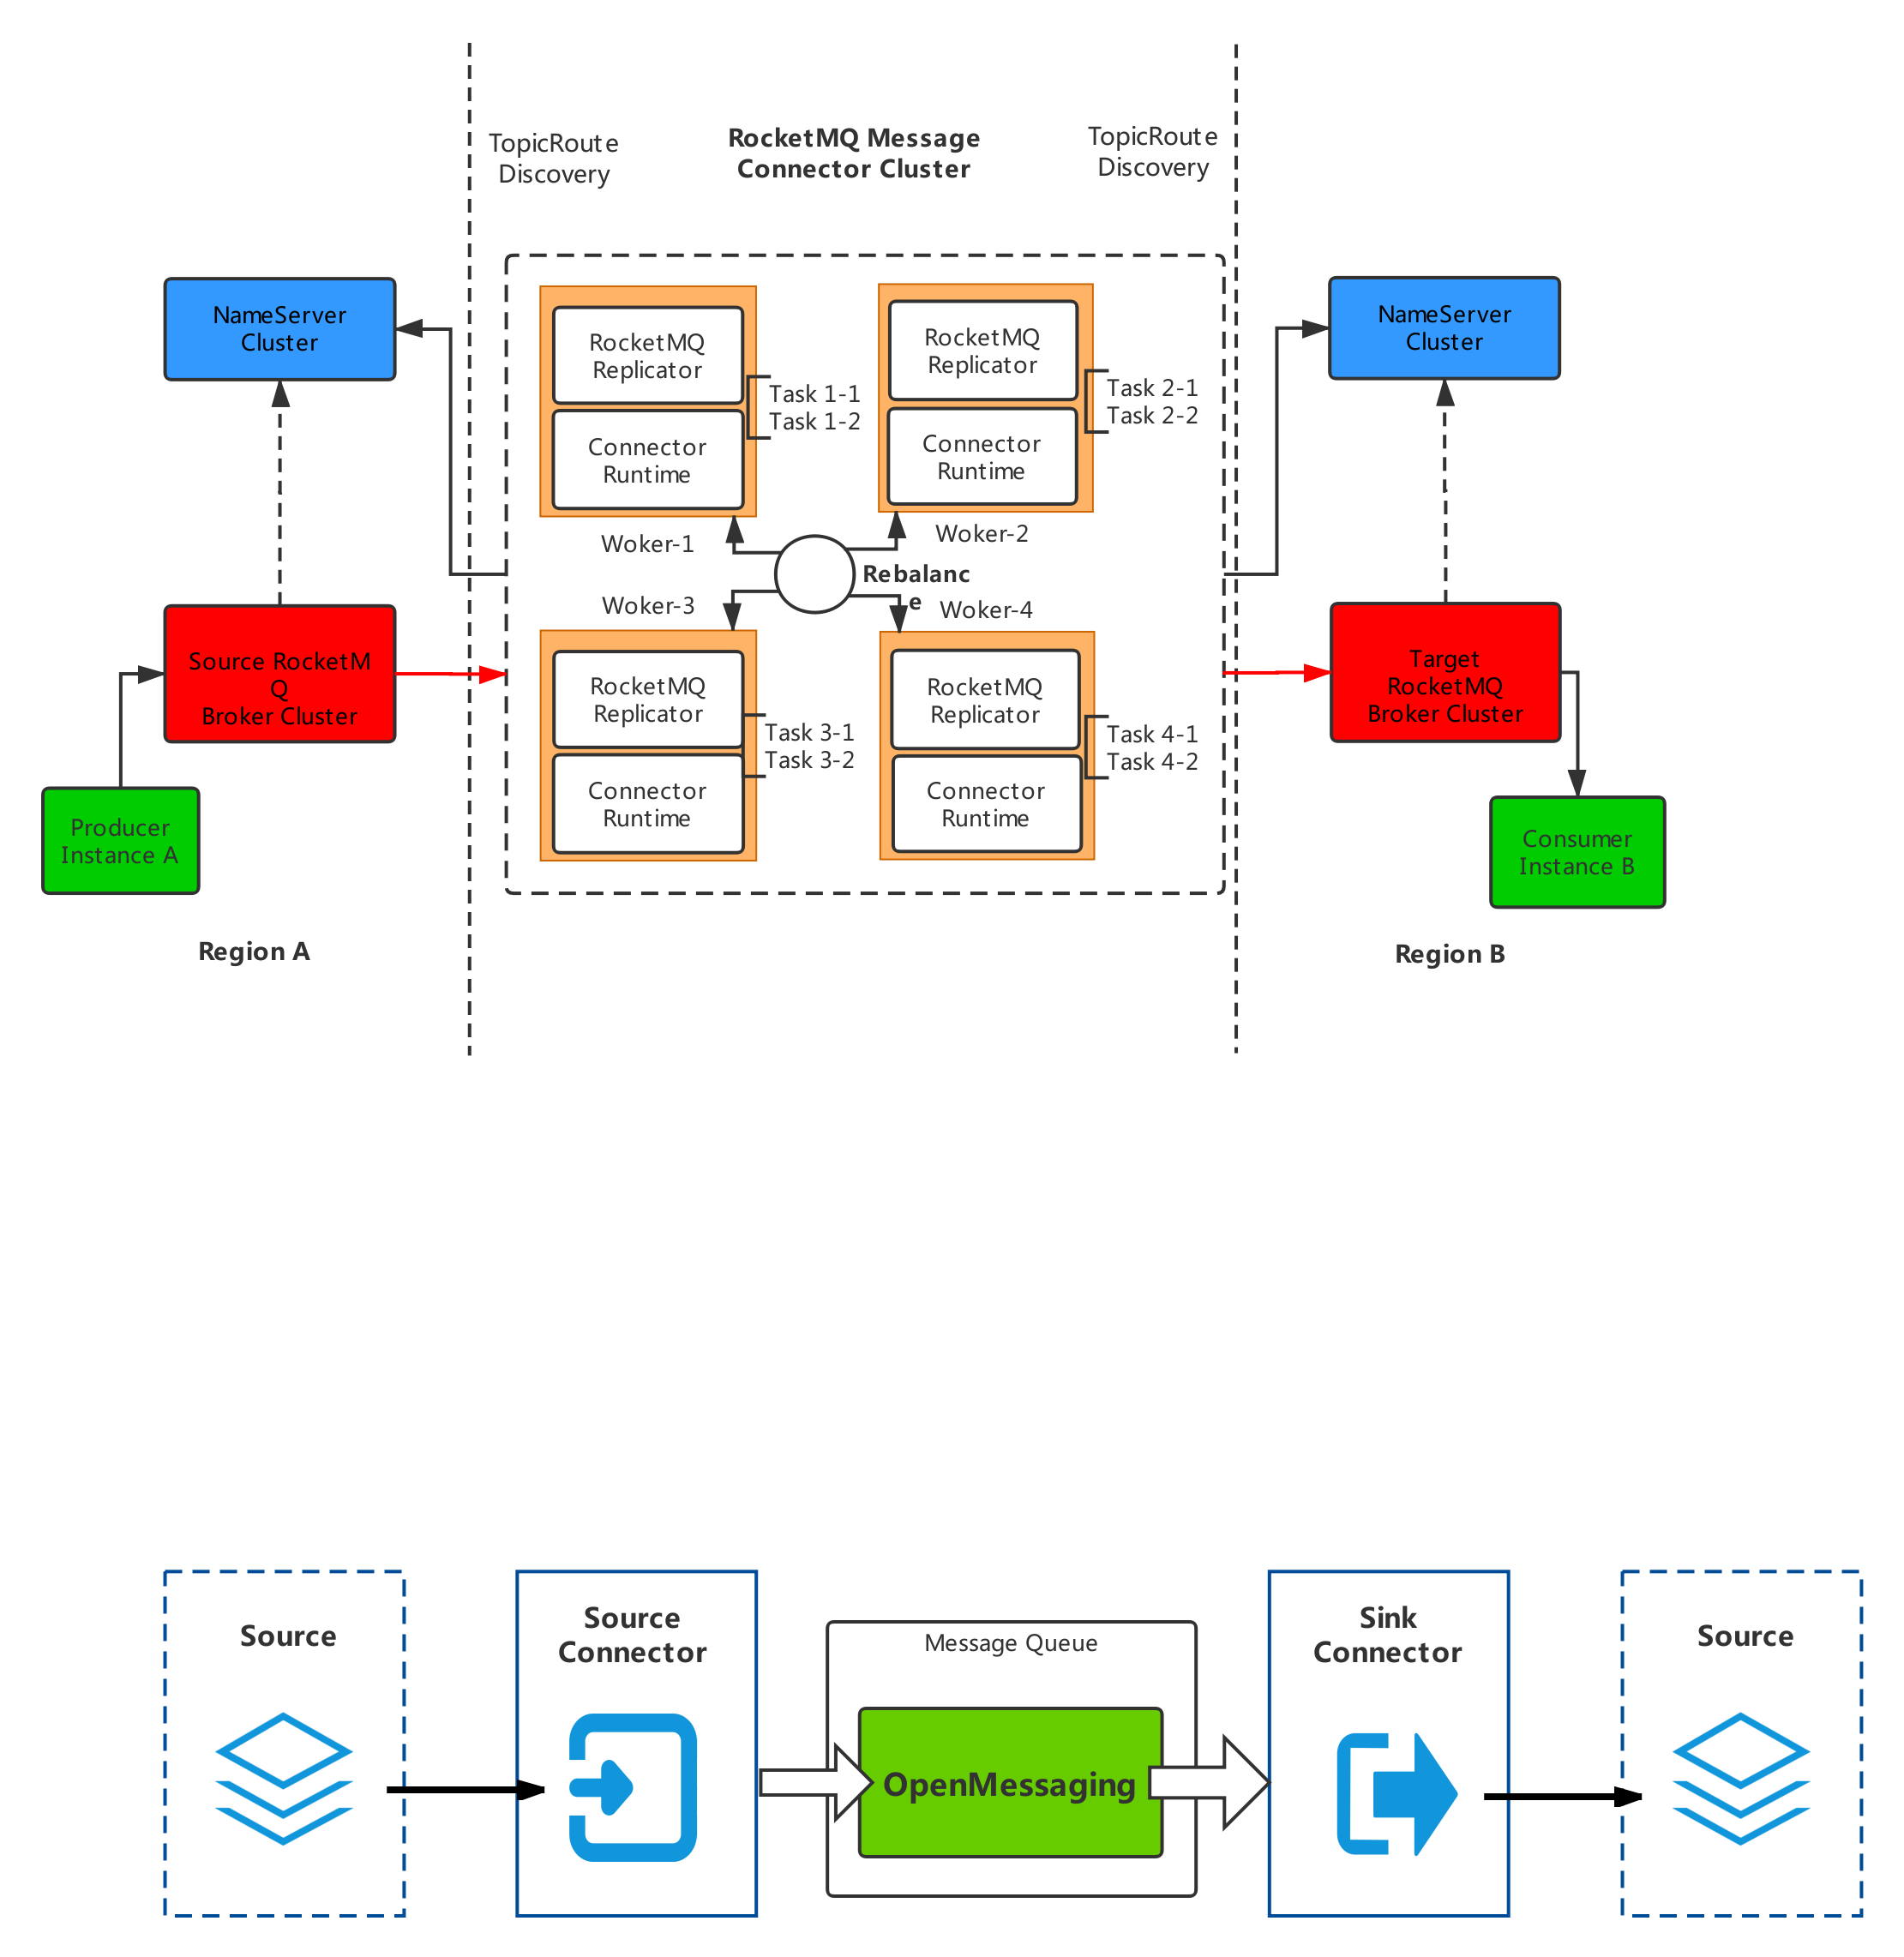 TopicRoute
Discovery
RocketMQ Message
Connector Cluster
TopicRoute
Discovery
NameServer
Cluster
RocketMQ
Replicator
Connector
Runtime
Task 1-1
Task 1-2
RocketMQ
Replicator
Connector
Runtime
Task 2-1
Task 2-2
NameServer
Cluster
Woker-1
Woker-2
Rebalanc
e
Woker-3
Woker-4
Source RocketM
Q
Broker Cluster
RocketMQ
Replicator
Connector
Runtime
Task 3-1
Task 3-2
RocketMQ
Replicator
Connector
Runtime
Task 4-1
Task 4-2
Target
RocketMQ
Broker Cluster
Producer
Instance A
Consumer
Instance B
Region A
Region B
Source
Source
Connector
Message Queue
OpenMessaging
Sink
Connector
Source